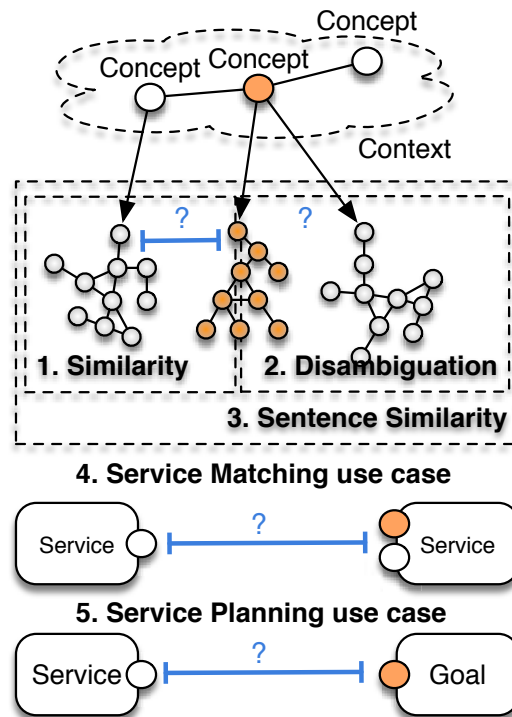 Concept
Concept
Concept
Context
?
?
1. Similarity
2. Disambiguation
3. Sentence Similarity
4. Service Matching use case
?
Service
Service
5. Service Planning use case
?
Service
Goal